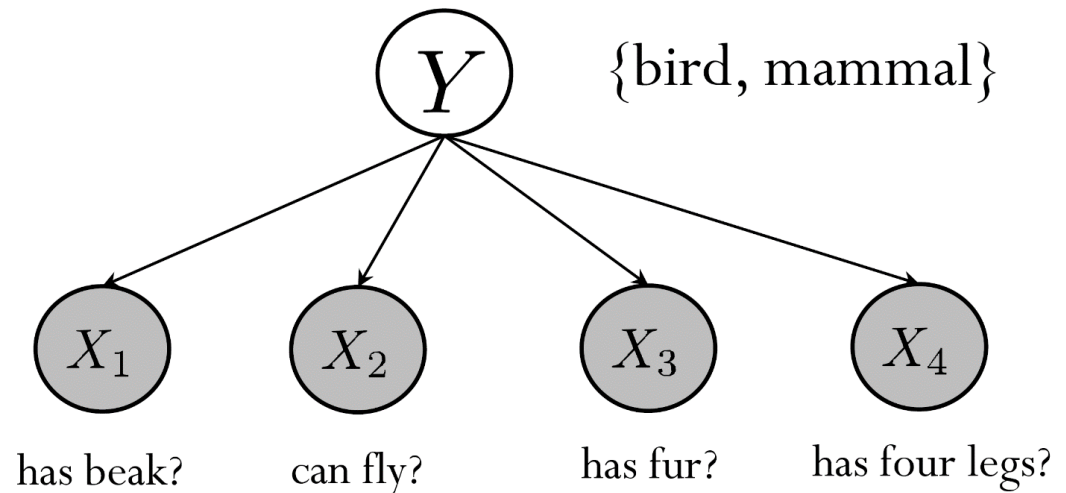 Y {bird, mammal}
X₁ X₂ X₃ X₄
has beak? can fly? has fur? has four legs?